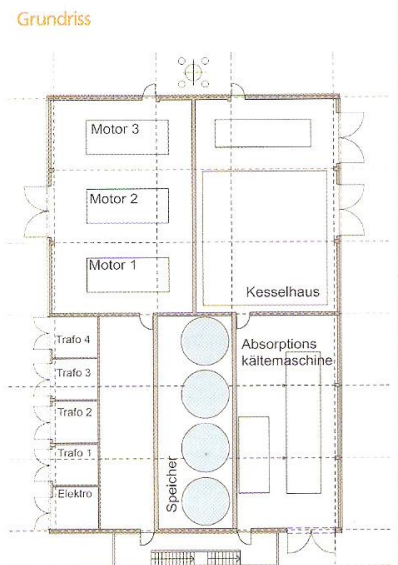 Grundriss
Motor 3
Motor 2
Motor 1
Kesselhaus
Trafo 4
Trafo 3
Trafo 2
Trafo 1
Elektro
Speicher
Absorptions
kältemaschine